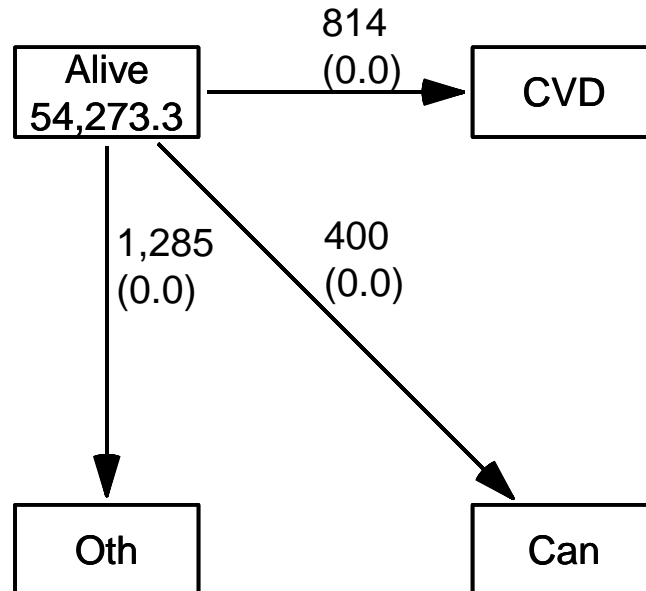 814
(0.0)
Alive
54,273.3
CVD
1,285
(0.0)
400
(0.0)
Oth
Can